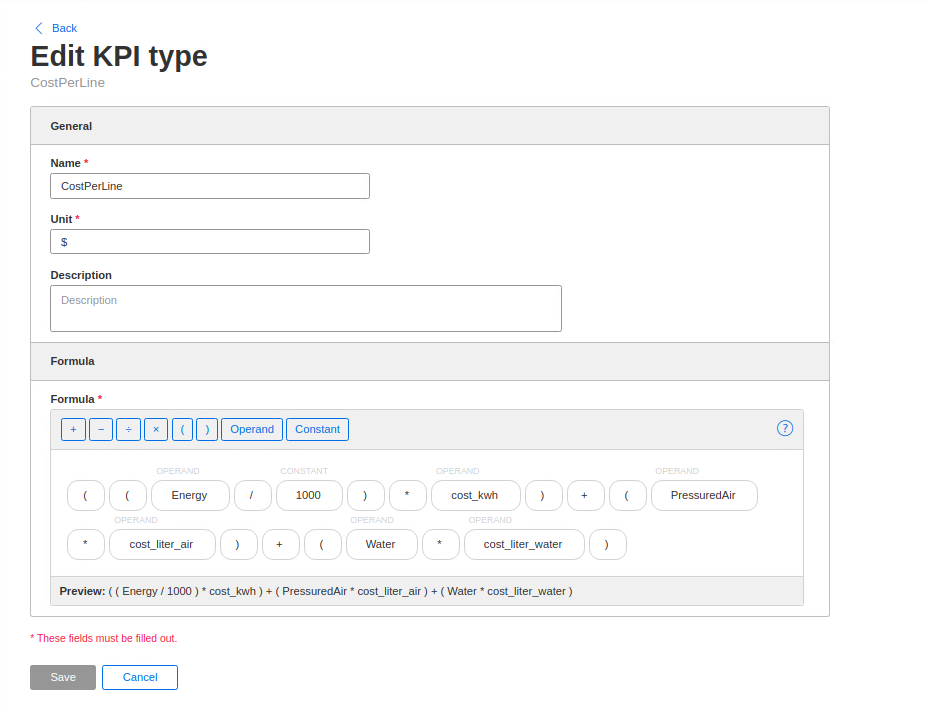 Back
Edit KPI type
CostPerLine
General
Name *
CostPerLine
Unit *
$
Description
Description
Formula
Formula *
+ − ÷ × ( ) Operand Constant ?
OPERAND CONSTANT OPERAND OPERAND
( ( Energy / 1000 ) * cost_kwh ) + ( PressuredAir
OPERAND OPERAND OPERAND
* cost_liter_air ) + ( Water * cost_liter_water )
Preview: ( ( Energy / 1000 ) * cost_kwh ) + ( PressuredAir * cost_liter_air ) + ( Water * cost_liter_water )
* These fields must be filled out.
Save Cancel